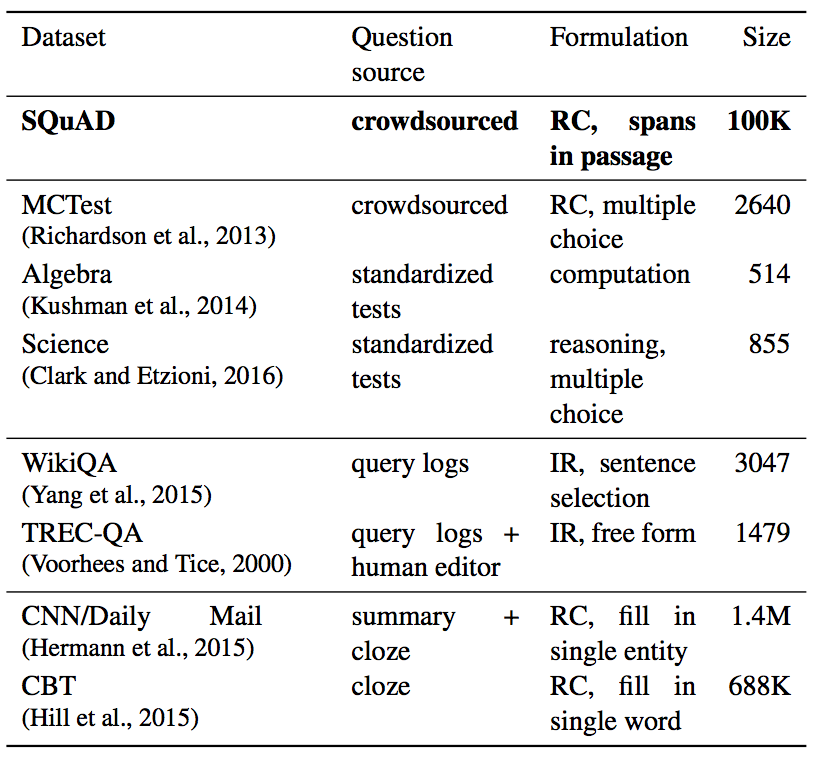 Dataset Question Formulation Size
source
SQuAD crowdsourced RC, spans 100K
in passage
MCTest crowdsourced RC, multiple 2640
(Richardson et al., 2013) choice
Algebra standardized computation 514
(Kushman et al., 2014) tests
Science standardized reasoning, 855
(Clark and Etzioni, 2016) tests multiple
choice
WikiQA query logs IR, sentence 3047
(Yang et al., 2015) selection
TREC-QA query logs + IR, free form 1479
(Voorhees and Tice, 2000) human editor
CNN/Daily Mail summary + RC, fill in 1.4M
(Hermann et al., 2015) cloze single entity
CBT cloze RC, fill in 688K
(Hill et al., 2015) single word